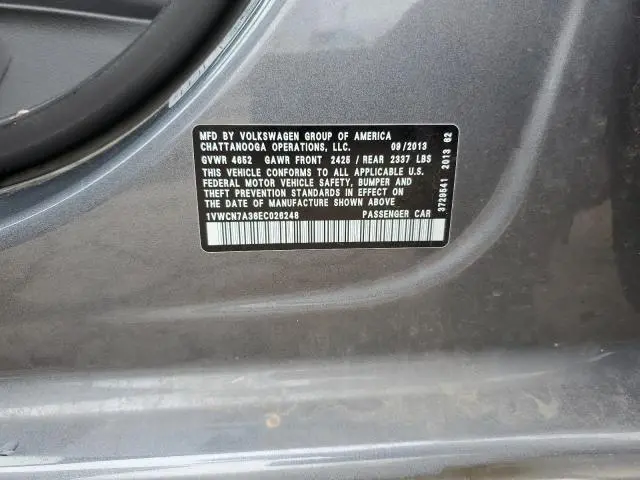 MFD BY VOLKSWAGEN GROUP OF AMERICA
CHATTANOOGA OPERATIONS, LLC. 09/2013
GVWR 4652 GAWR FRONT 2425 / REAR 2337 LBS
THIS VEHICLE CONFORMS TO ALL APPLICABLE U.S.
FEDERAL MOTOR VEHICLE SAFETY, BUMPER AND
THEFT PREVENTION STANDARDS IN EFFECT ON
THE DATE OF MANUFACTURE SHOWN ABOVE.
1VWCN7A36EC026248 PASSENGER CAR
3729541 2013 62